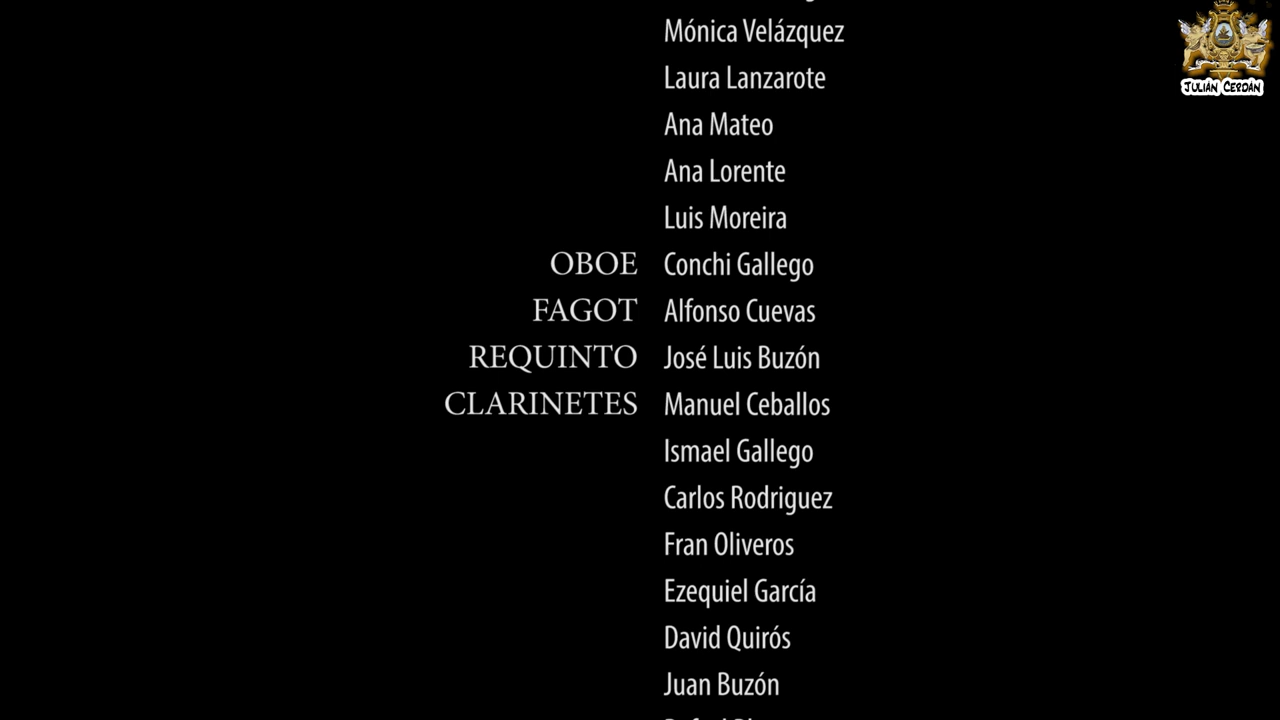 Mónica Velázquez
Laura Lanzarote
Ana Mateo
Ana Lorente
Luis Moreira
OBOE Conchi Gallego
FAGOT Alfonso Cuevas
REQUINTO José Luis Buzón
CLARINETES Manuel Ceballos
Ismael Gallego
Carlos Rodriguez
Fran Oliveros
Ezequiel García
David Quirós
Juan Buzón
JULIÁN CERDÁN